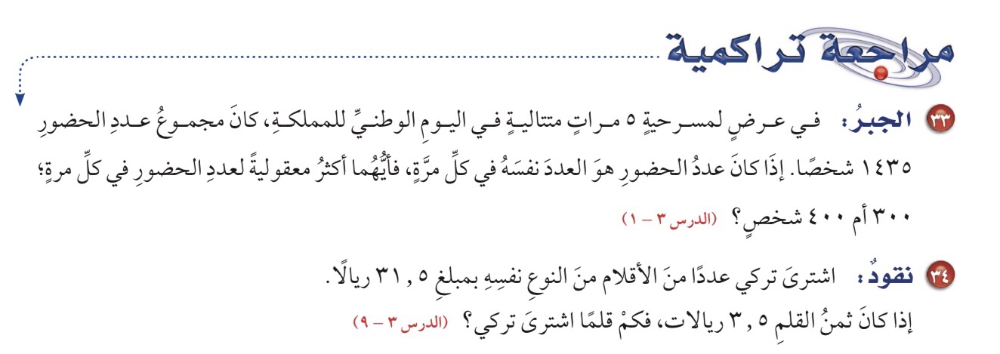 مراجعة تراكمية
٣٣ الجبرُ: في عرضٍ لمسرحيةٍ ٥ مراتٍ متتاليةٍ في اليومِ الوطنيِّ للمملكةِ، كانَ مجموعُ عددِ الحضورِ
١٤٣٥ شخصًا. إذَا كانَ عددُ الحضورِ هوَ العددَ نفسَهُ في كلِّ مرَّةٍ، فأيُّهُما أكثرُ معقوليةً لعددِ الحضورِ في كلِّ مرةٍ؛
٣٠٠ أم ٤٠٠ شخصٍ؟ (الدرس ٣ – ١)
٣٤ نقودٌ: اشترىَ تركي عددًا منَ الأقلام منَ النوعِ نفسِهِ بمبلغِ ٣١,٥ ريالًا.
إذا كانَ ثمنُ القلمِ ٣,٥ ريالات، فكمْ قلمًا اشترىَ تركي؟ (الدرس ٣ – ٩)